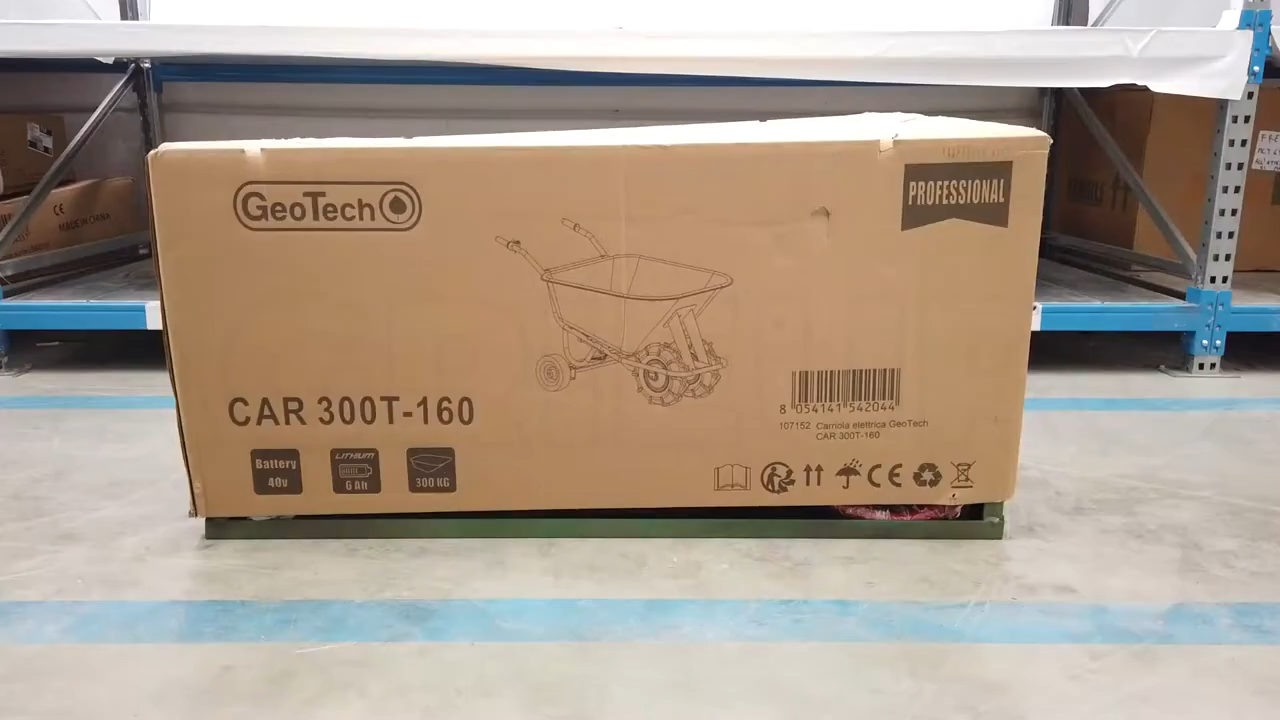 GeoTech
PROFESSIONAL
CAR 300T-160
8 054141 542044
107152 Carriola elettrica GeoTech
CAR 300T-160
Battery
40v
LITHIUM
6 Ah
300 KG
CE
CE
MADE IN CHINA